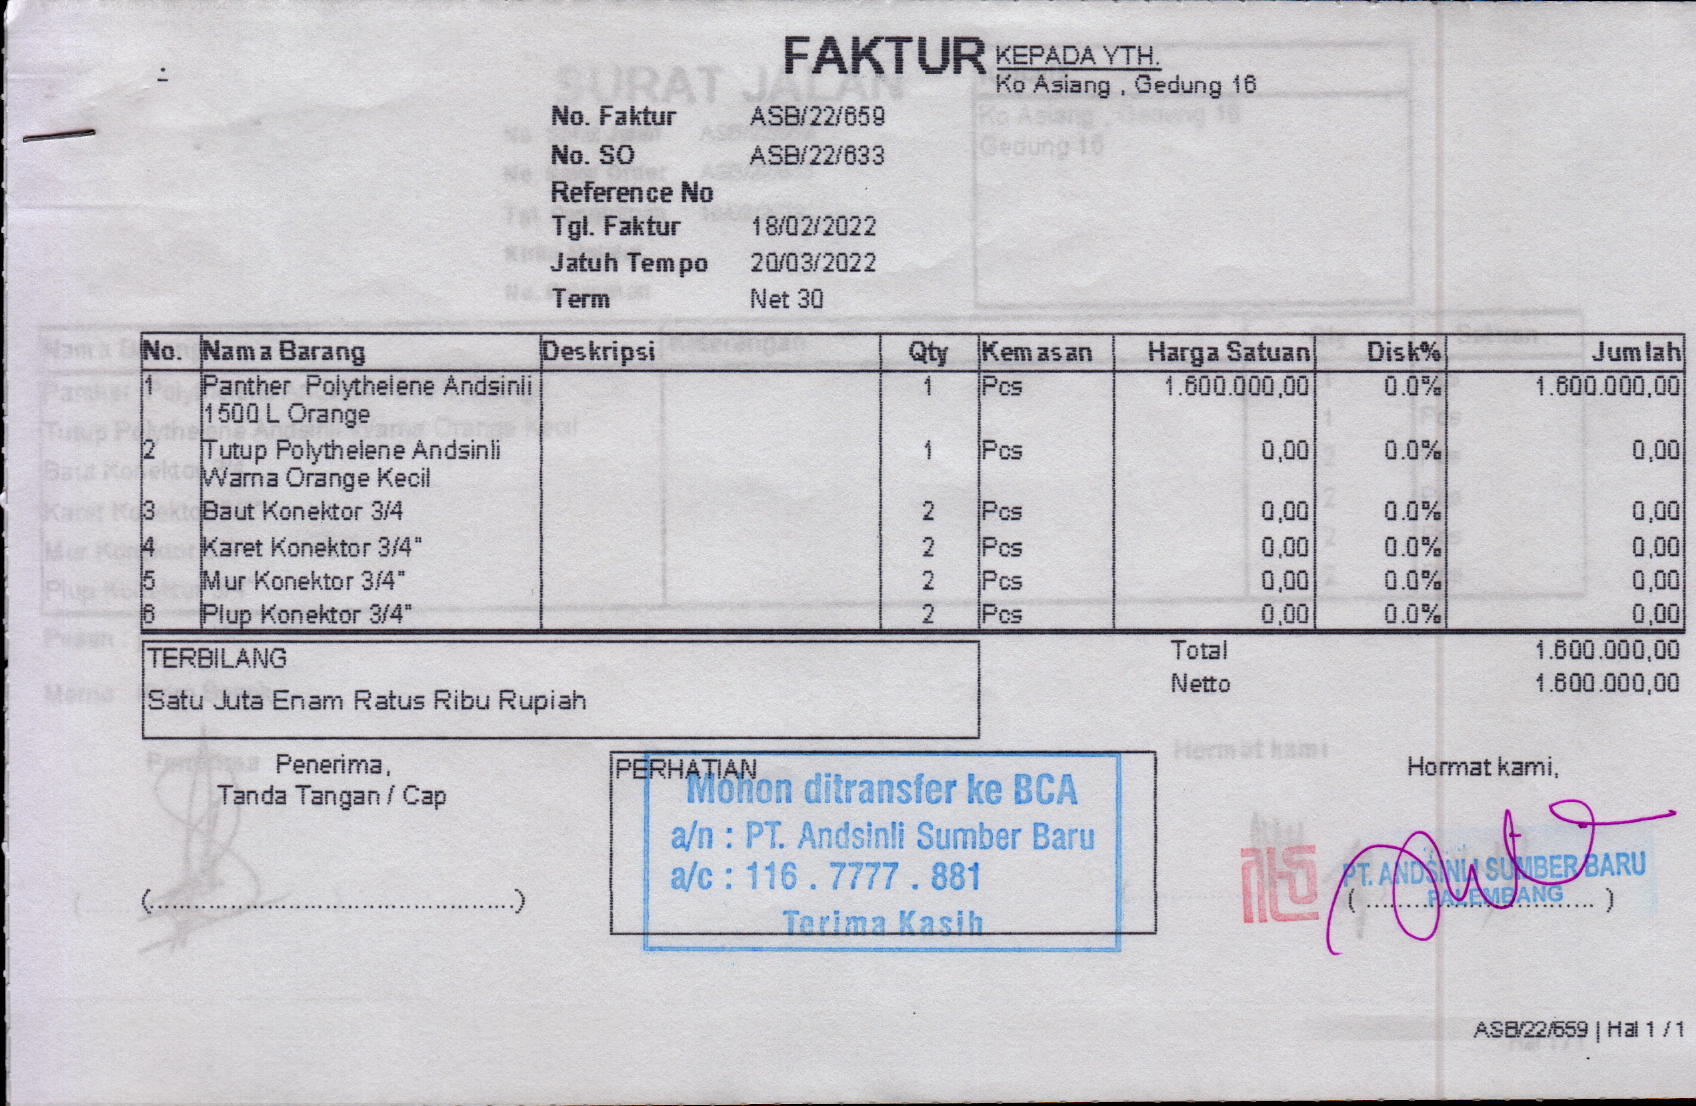 FAKTUR
KEPADA YTH.
Ko Asiang , Gedung 16
No. Faktur ASB/22/659
No. SO ASB/22/633
Reference No
Tgl. Faktur 18/02/2022
Jatuh Tempo 20/03/2022
Term Net 30
No. Nama Barang Deskripsi Qty Kemasan Harga Satuan Disk% Jumlah
1 Panther Polythelene Andsinlii 1 Pcs 1.600.000,00 0.0% 1.600.000,00
1500 L Orange
2 Tutup Polythelene Andsinli 1 Pcs 0,00 0.0% 0,00
Warna Orange Kecil
3 Baut Konektor 3/4 2 Pcs 0,00 0.0% 0,00
4 Karet Konektor 3/4" 2 Pcs 0,00 0.0% 0,00
5 Mur Konektor 3/4" 2 Pcs 0,00 0.0% 0,00
6 Plup Konektor 3/4" 2 Pcs 0,00 0.0% 0,00
TERBILANG
Satu Juta Enam Ratus Ribu Rupiah
Total 1.600.000,00
Netto 1.600.000,00
Penerima,
Tanda Tangan / Cap
(..................................................)
PERHATIAN
Mohon ditransfer ke BCA
a/n : PT. Andsinli Sumber Baru
a/c : 116 . 7777 . 881
Terima Kasih
Hormat kami,
PT. ANDSINLI SUMBER BARU
PALEMBANG
(................................ )
ASB/22/659 | Hal 1 / 1